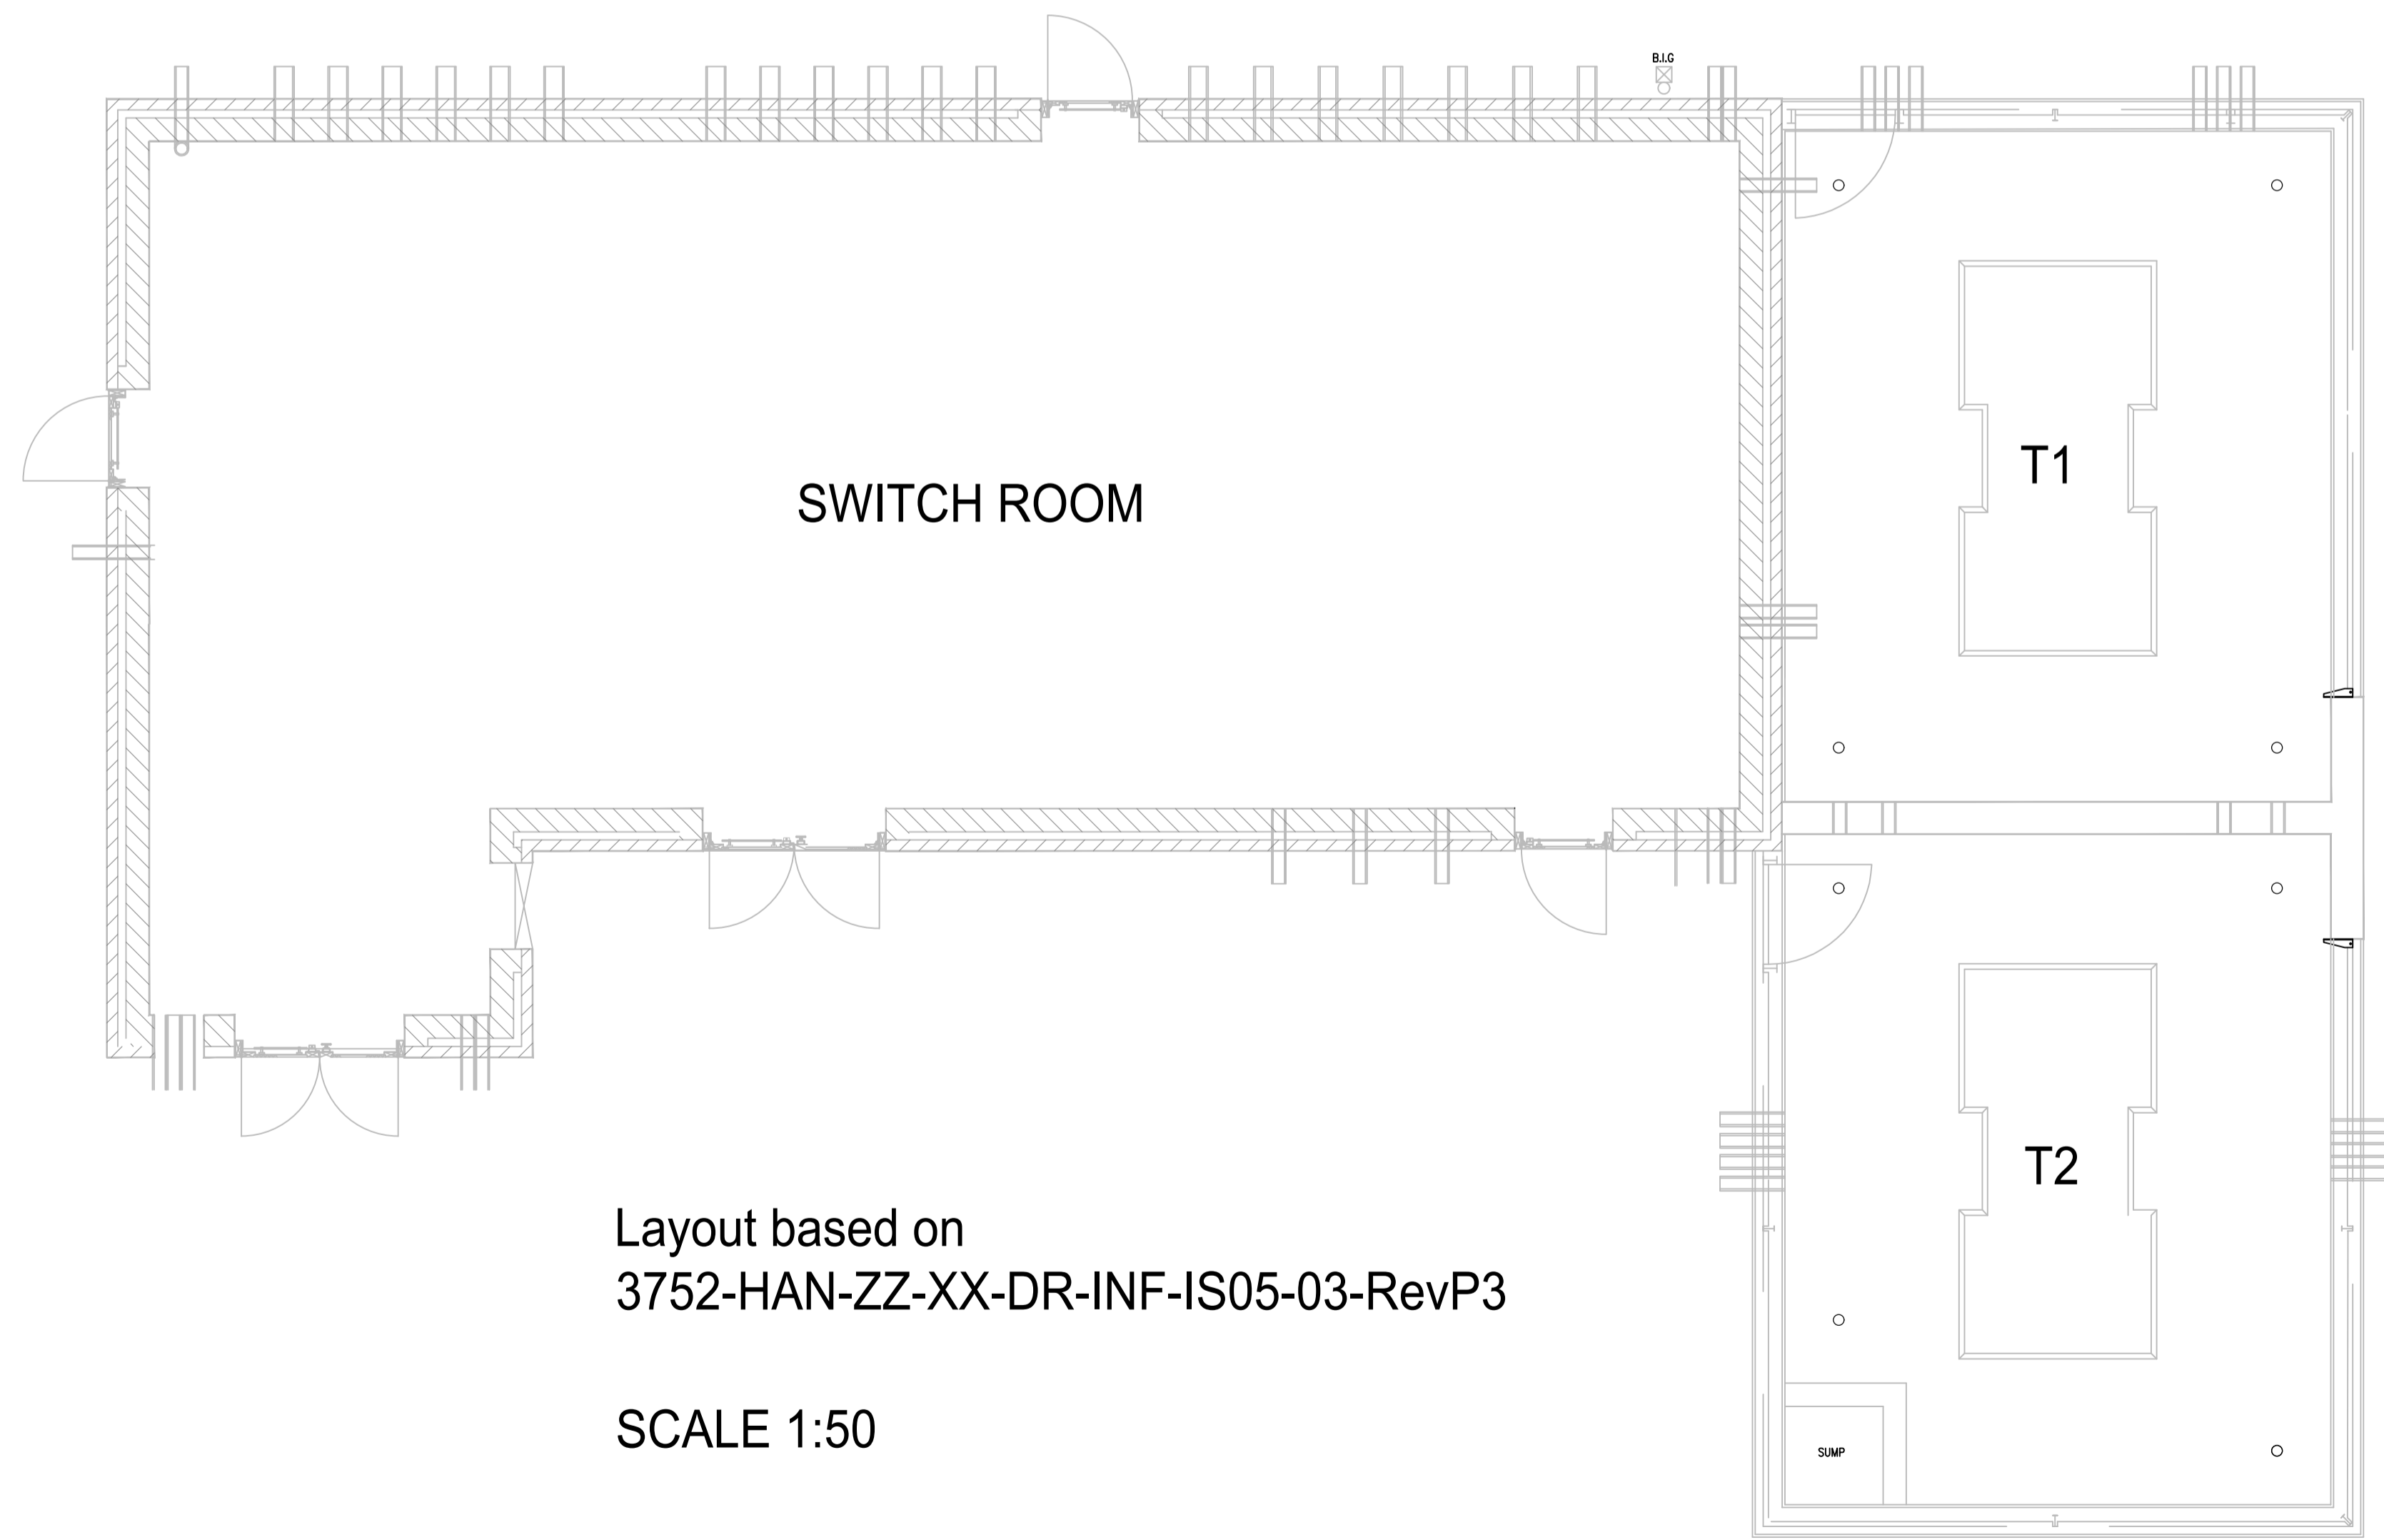 B.I.G
T1
SWITCH ROOM
T2
Layout based on
3752-HAN-ZZ-XX-DR-INF-IS05-03-RevP3
SCALE 1:50
SUMP